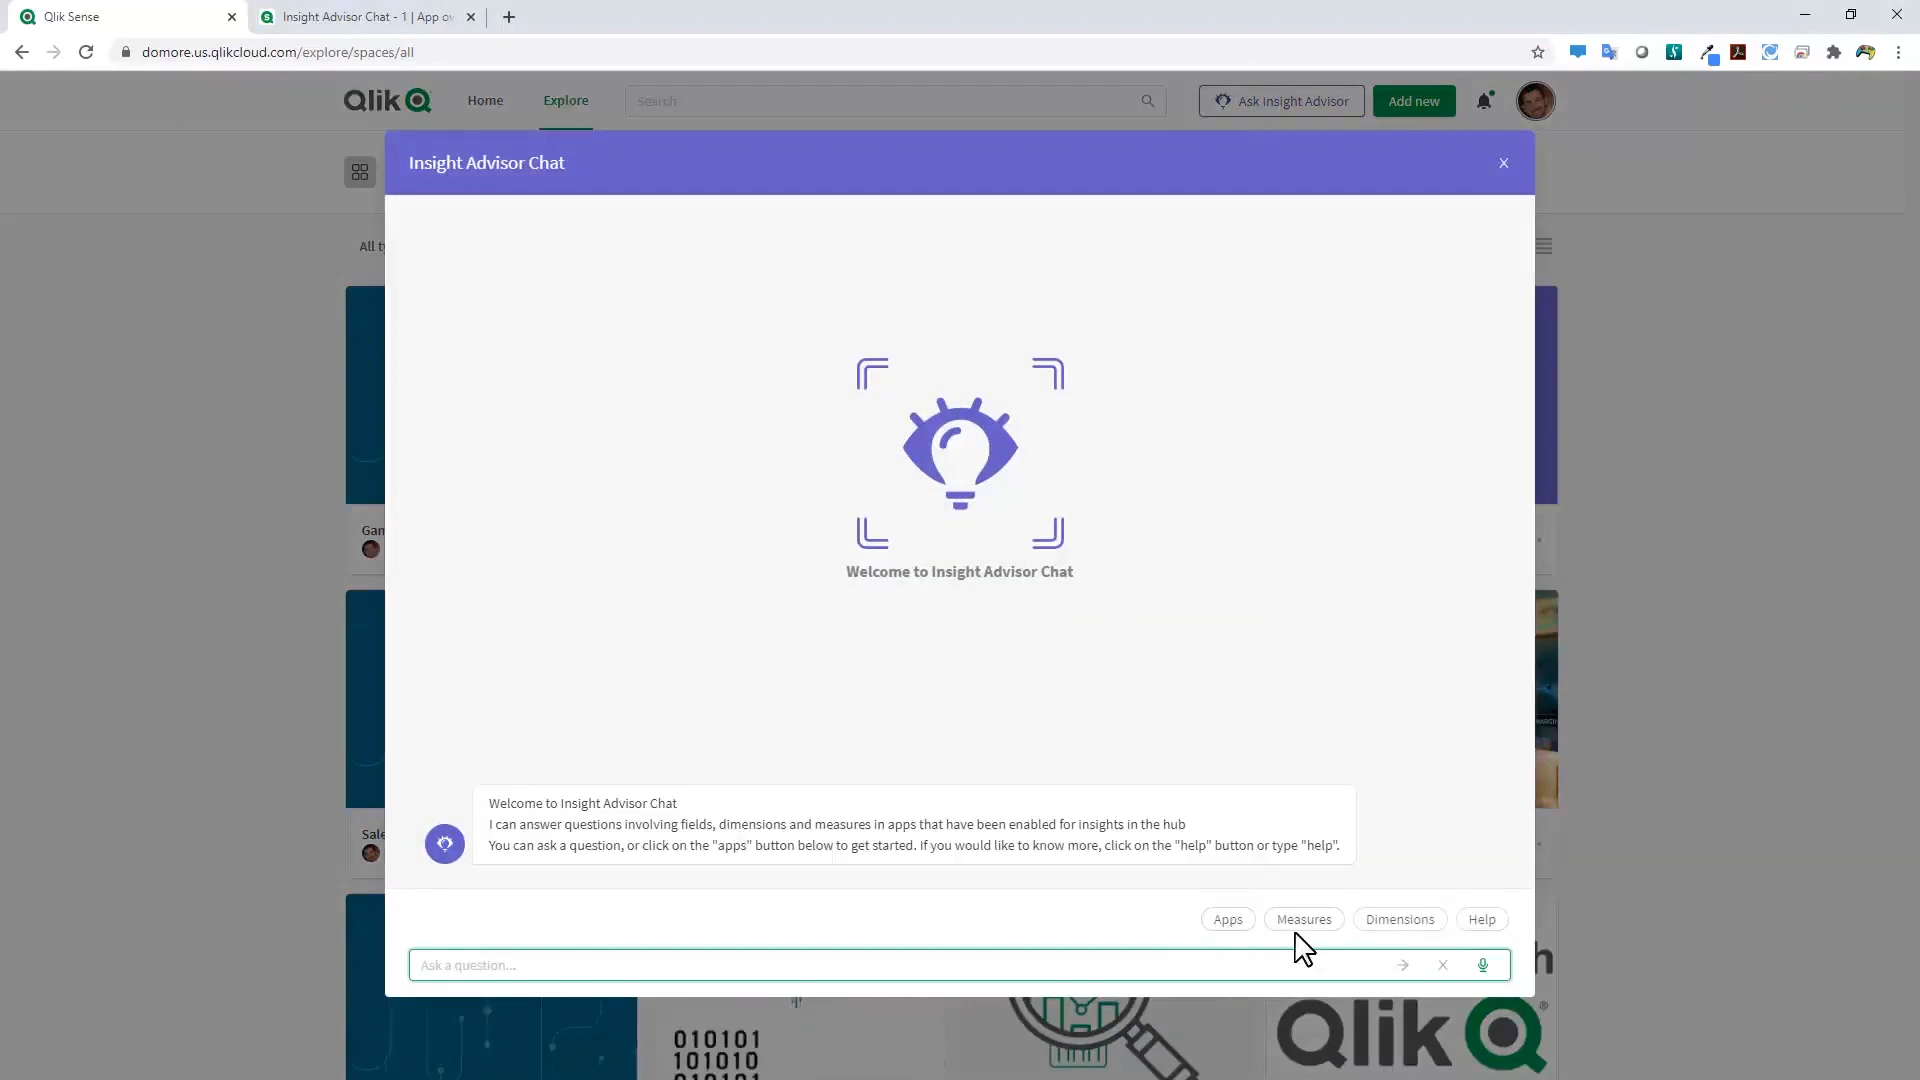 Qlik Sense
Insight Advisor Chat - 1 | App ov
domore.us.qlikcloud.com/explore/spaces/all
Qlik
Home
Explore
Search
Ask Insight Advisor
Add new
Insight Advisor Chat
All t
Gam
Sale
Welcome to Insight Advisor Chat
Welcome to Insight Advisor Chat
I can answer questions involving fields, dimensions and measures in apps that have been enabled for insights in the hub
You can ask a question, or click on the "apps" button below to get started. If you would like to know more, click on the "help" button or type "help".
Apps
Measures
Dimensions
Help
Ask a question...
010101
101010
Qlik